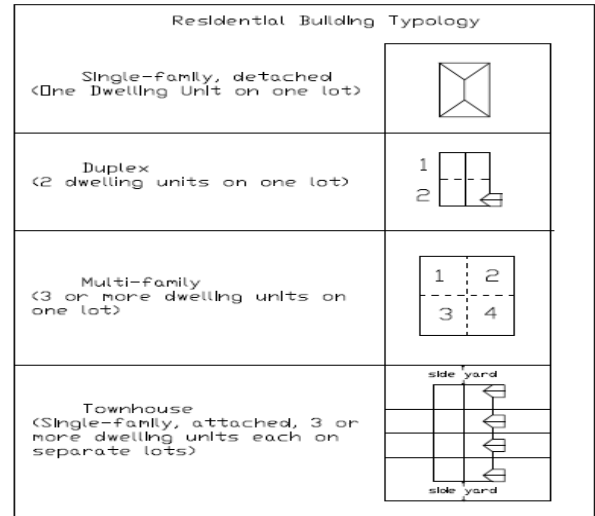 Residential Building Typology
Single-family, detached
(One Dwelling Unit on one lot)
Duplex
(2 dwelling units on one lot)
1
2
Multi-family
(3 or more dwelling units on
one lot)
1 2
3 4
Townhouse
(Single-family, attached, 3 or
more dwelling units each on
separate lots)
side yard
side yard